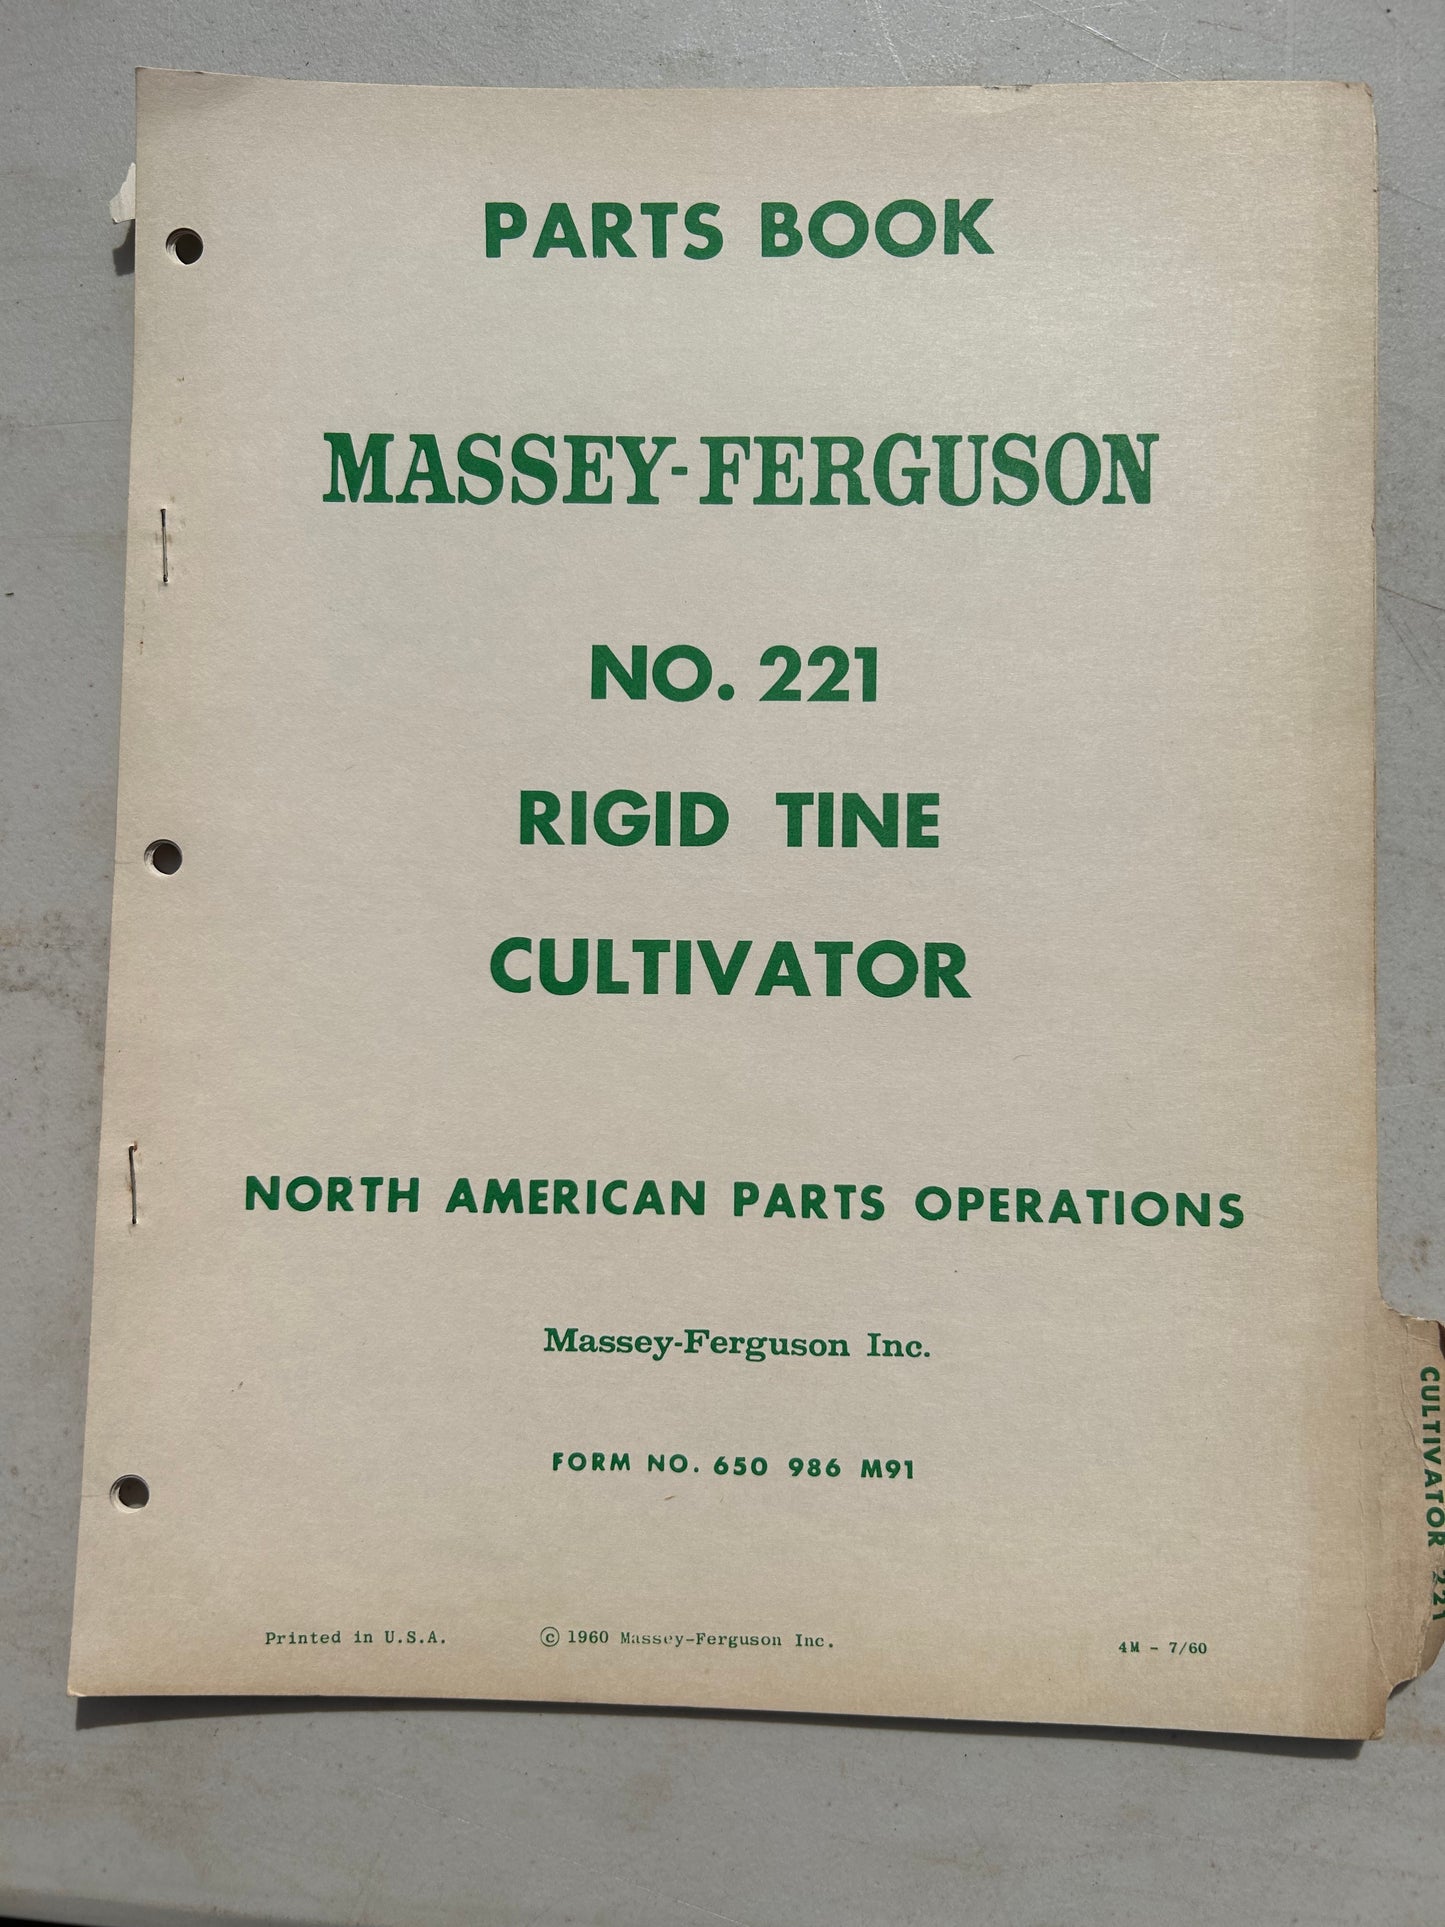 PARTS BOOK
MASSEY-FERGUSON
NO. 221
RIGID TINE
CULTIVATOR
NORTH AMERICAN PARTS OPERATIONS
Massey-Ferguson Inc.
FORM NO. 650 986 M91
Printed in U.S.A. © 1960 Massey-Ferguson Inc. 4M - 7/60
CULTIVATOR 221